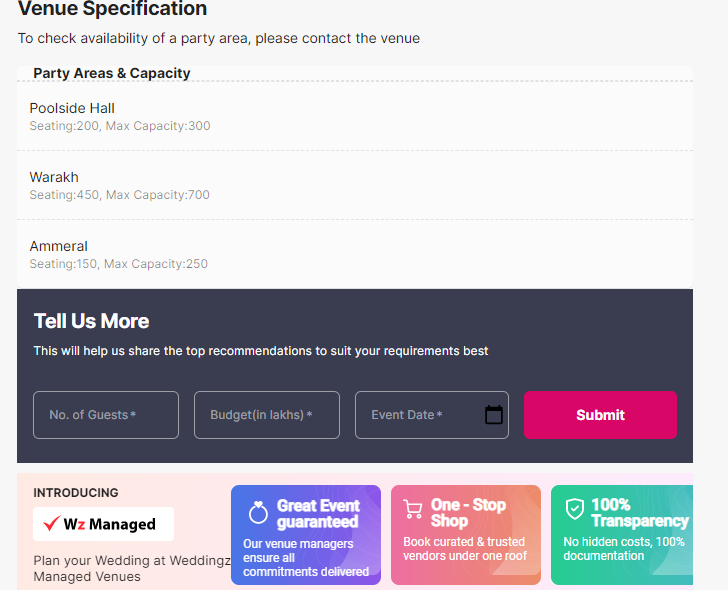 Venue Specification
To check availability of a party area, please contact the venue
Party Areas & Capacity
Poolside Hall
Seating:200, Max Capacity:300
Warakh
Seating:450, Max Capacity:700
Ammeral
Seating:150, Max Capacity:250
Tell Us More
This will help us share the top recommendations to suit your requirements best
No. of Guests*
Budget(in lakhs)*
Event Date*
Submit
INTRODUCING
Wz Managed
Plan your Wedding at Weddingz
Managed Venues
Great Event
guaranteed
Our venue managers
ensure all
commitments delivered
One - Stop
Shop
Book curated & trusted
vendors under one roof
100%
Transparency
No hidden costs, 100%
documentation